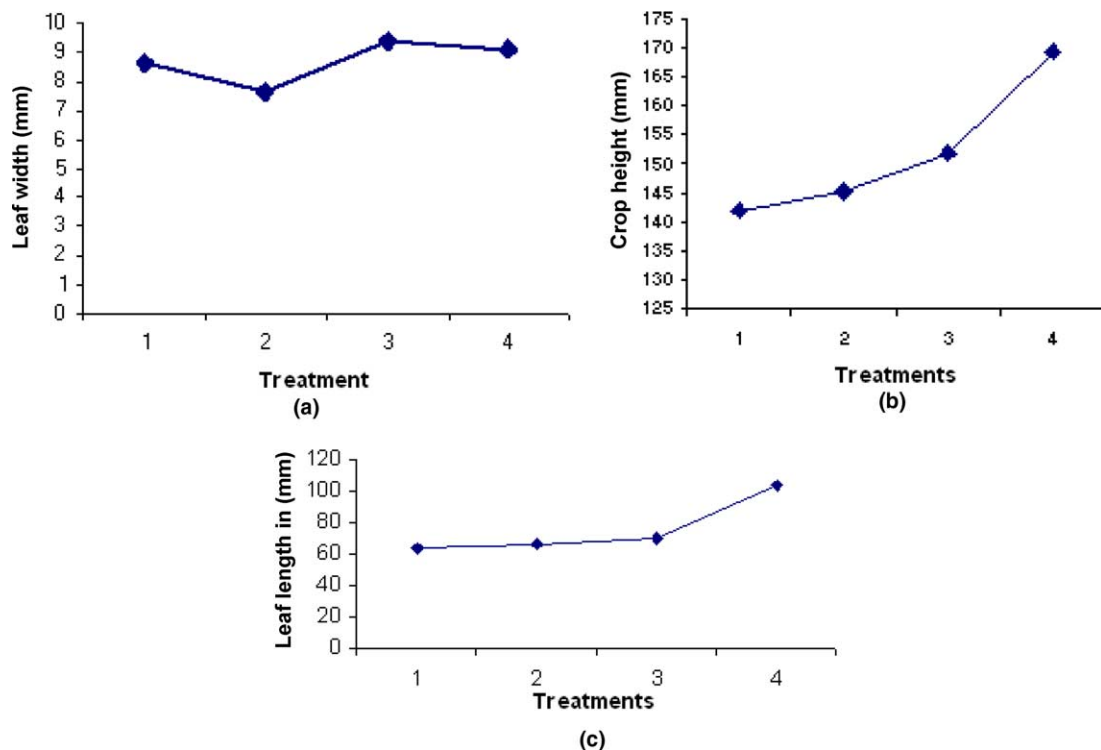 10
9
8
7
6
5
4
3
2
1
0
Leaf width (mm)
1 2 3 4
Treatment
(a)
175
170
165
160
155
150
145
140
135
130
125
Crop height (mm)
1 2 3 4
Treatments
(b)
120
100
80
60
40
20
0
Leaf length in (mm)
1 2 3 4
Treatments
(c)